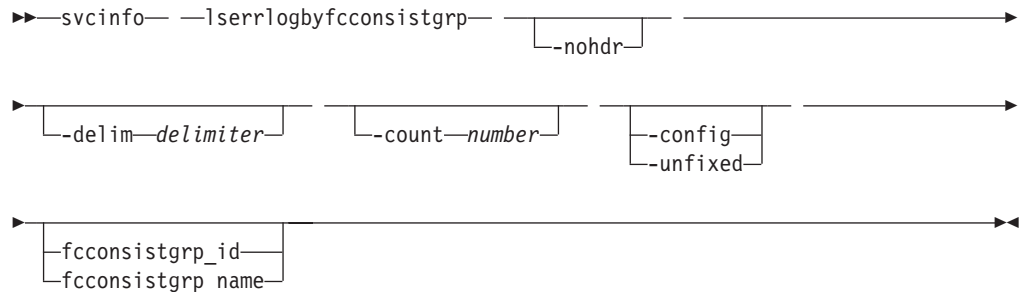 svcinfo lserrlogbyfcconsistgrp
-nohdr
-delim delimiter -count number -config
-unfixed
fcconsistgrp_id
fcconsistgrp name